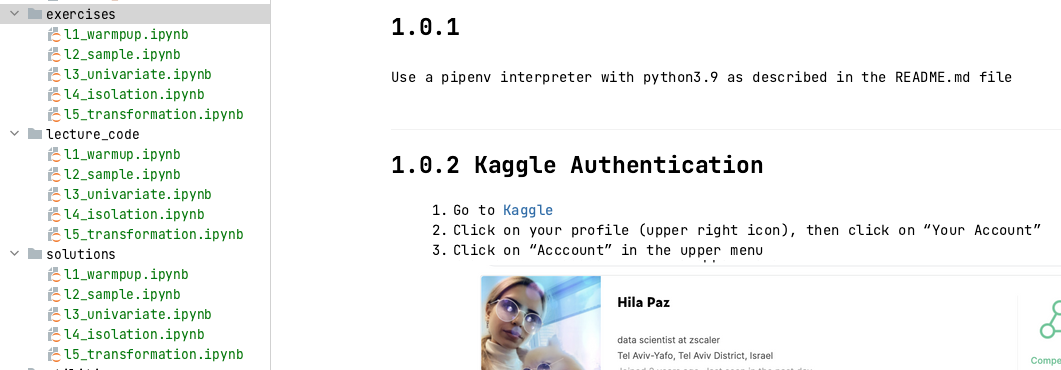 exercises
l1_warmpup.ipynb
l2_sample.ipynb
l3_univariate.ipynb
l4_isolation.ipynb
l5_transformation.ipynb
lecture_code
l1_warmup.ipynb
l2_sample.ipynb
l3_univariate.ipynb
l4_isolation.ipynb
l5_transformation.ipynb
solutions
l1_warmpup.ipynb
l2_sample.ipynb
l3_univariate.ipynb
l4_isolation.ipynb
l5_transformation.ipynb
1.0.1
Use a pipenv interpreter with python3.9 as described in the README.md file
1.0.2 Kaggle Authentication
1. Go to Kaggle
2. Click on your profile (upper right icon), then click on “Your Account”
3. Click on “Acccount” in the upper menu
Hila Paz
data scientist at zscaler
Tel Aviv-Yafo, Tel Aviv District, Israel